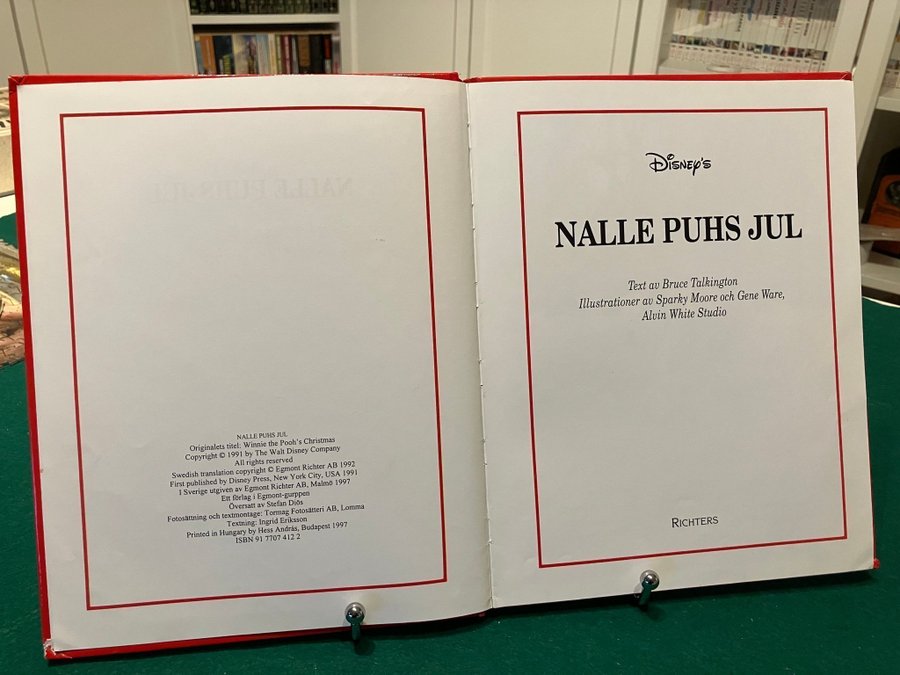 NALLE PUHS JUL
Originalets titel: Winnie the Pooh's Christmas
Copyright © 1991 by The Walt Disney Company
All rights reserved
Swedish translation copyright © Egmont Richter AB 1992
First published by Disney Press, New York City, USA 1991
I Sverige utgiven av Egmont Richter AB, Malmö 1997
Ett förlag i Egmont-gurppen
Översatt av Stefan Diös
Fotosättning och textmontage: Tormag Fotosätteri AB, Lomma
Textning: Ingrid Eriksson
Printed in Hungary by Hess András, Budapest 1997
ISBN 91 7707 412 2
Disney's
NALLE PUHS JUL
Text av Bruce Talkington
Illustrationer av Sparky Moore och Gene Ware,
Alvin White Studio
RICHTERS